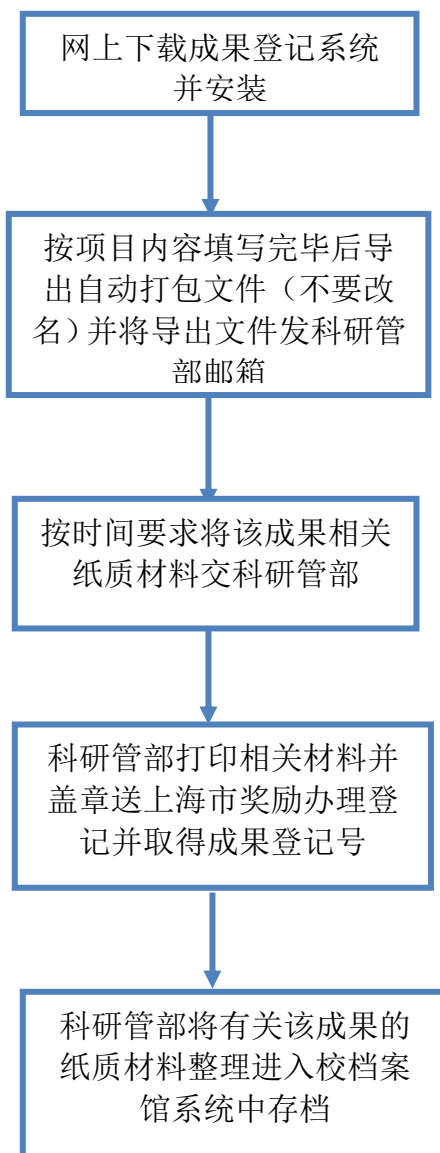 网上下载成果登记系统
并安装
按项目内容填写完毕后导
出自动打包文件（不要改
名）并将导出文件发科研管
部邮箱
按时间要求将该成果相关
纸质材料交科研管部
科研管部打印相关材料并
盖章送上海市奖励办理登
记并取得成果登记号
科研管部将有关该成果的
纸质材料整理进入校档案
馆系统中存档